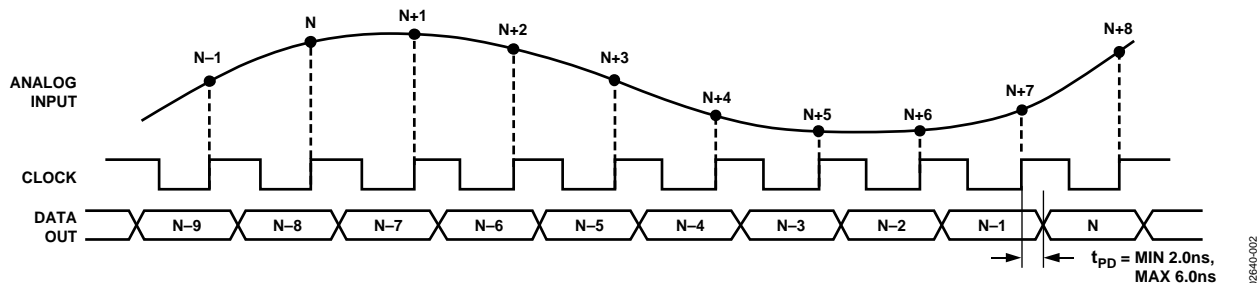 N–1
N
N+1
N+2
N+3
N+4
N+5
N+6
N+7
N+8
ANALOG
INPUT
CLOCK
DATA
OUT
N–9
N–8
N–7
N–6
N–5
N–4
N–3
N–2
N–1
N
tPD = MIN 2.0ns,
MAX 6.0ns
02640-002